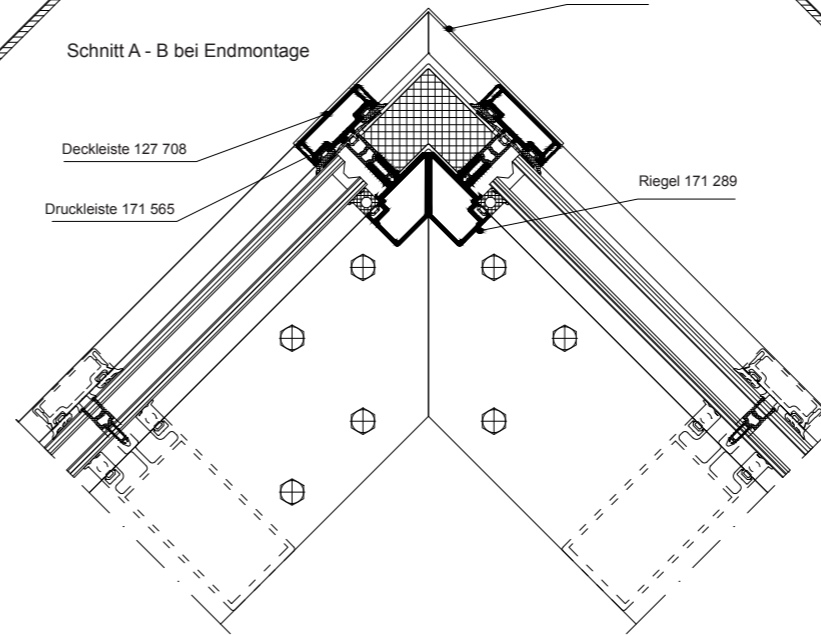 Schnitt A - B bei Endmontage
Deckleiste 127 708
Druckleiste 171 565
Riegel 171 289